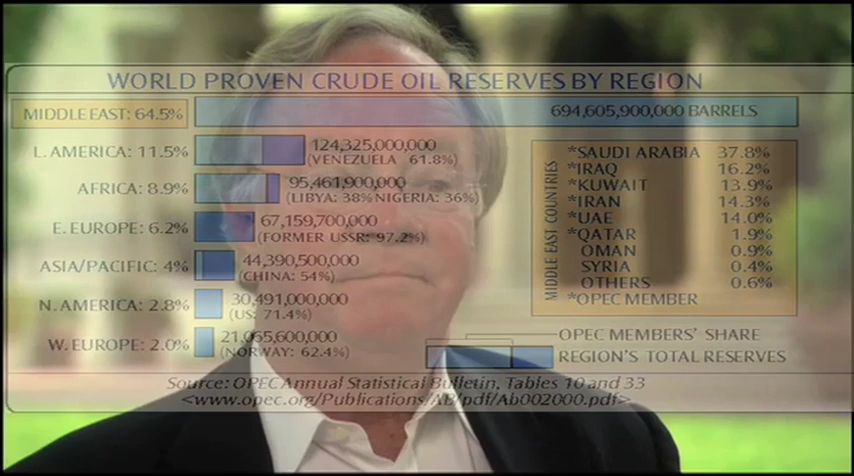 WORLD PROVEN CRUDE OIL RESERVES BY REGION
MIDDLE EAST: 64.5%
694,605,900,000 BARRELS
L. AMERICA: 11.5%
124,325,000,000
(VENEZUELA 61.8%)
AFRICA: 8.9%
95,461,900,000
(LIBYA: 38% NIGERIA: 36%)
E. EUROPE: 6.2%
67,159,700,000
(FORMER USSR: 97.2%)
ASIA/PACIFIC: 4%
44,390,500,000
(CHINA: 54%)
N. AMERICA: 2.8%
30,491,000,000
(US: 71.4%)
W. EUROPE: 2.0%
21,055,600,000
(NORWAY: 62.4%)
MIDDLE EAST COUNTRIES
*SAUDI ARABIA 37.8%
*IRAQ 16.2%
*KUWAIT 13.9%
*IRAN 14.3%
*UAE 14.0%
*QATAR 1.9%
OMAN 0.9%
SYRIA 0.4%
OTHERS 0.6%
*OPEC MEMBER
OPEC MEMBERS' SHARE
REGION'S TOTAL RESERVES
Source: OPEC Annual Statistical Bulletin, Tables 10 and 33
<www.opec.org/Publications/AB/pdf/Ab002000.pdf>